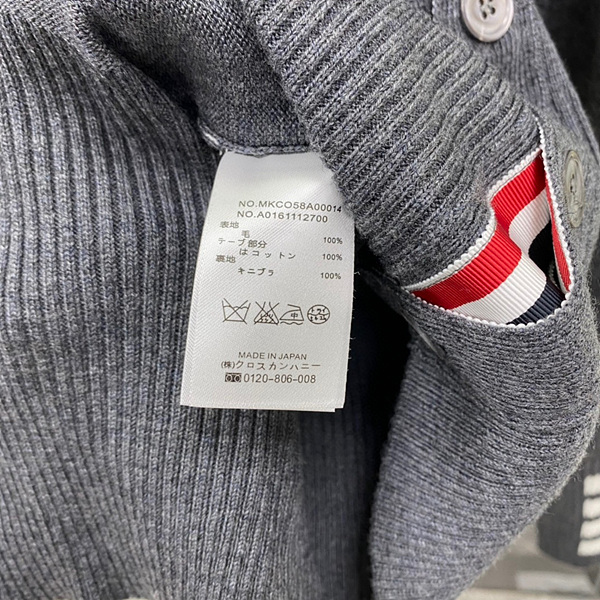 NO.MKCO58A00014
NO.A0161112700
表地
毛 100%
テープ部分
はコットン 100%
裏地
キニプラ 100%
中
MADE IN JAPAN
(株)クロスカンパニー
0120-806-008